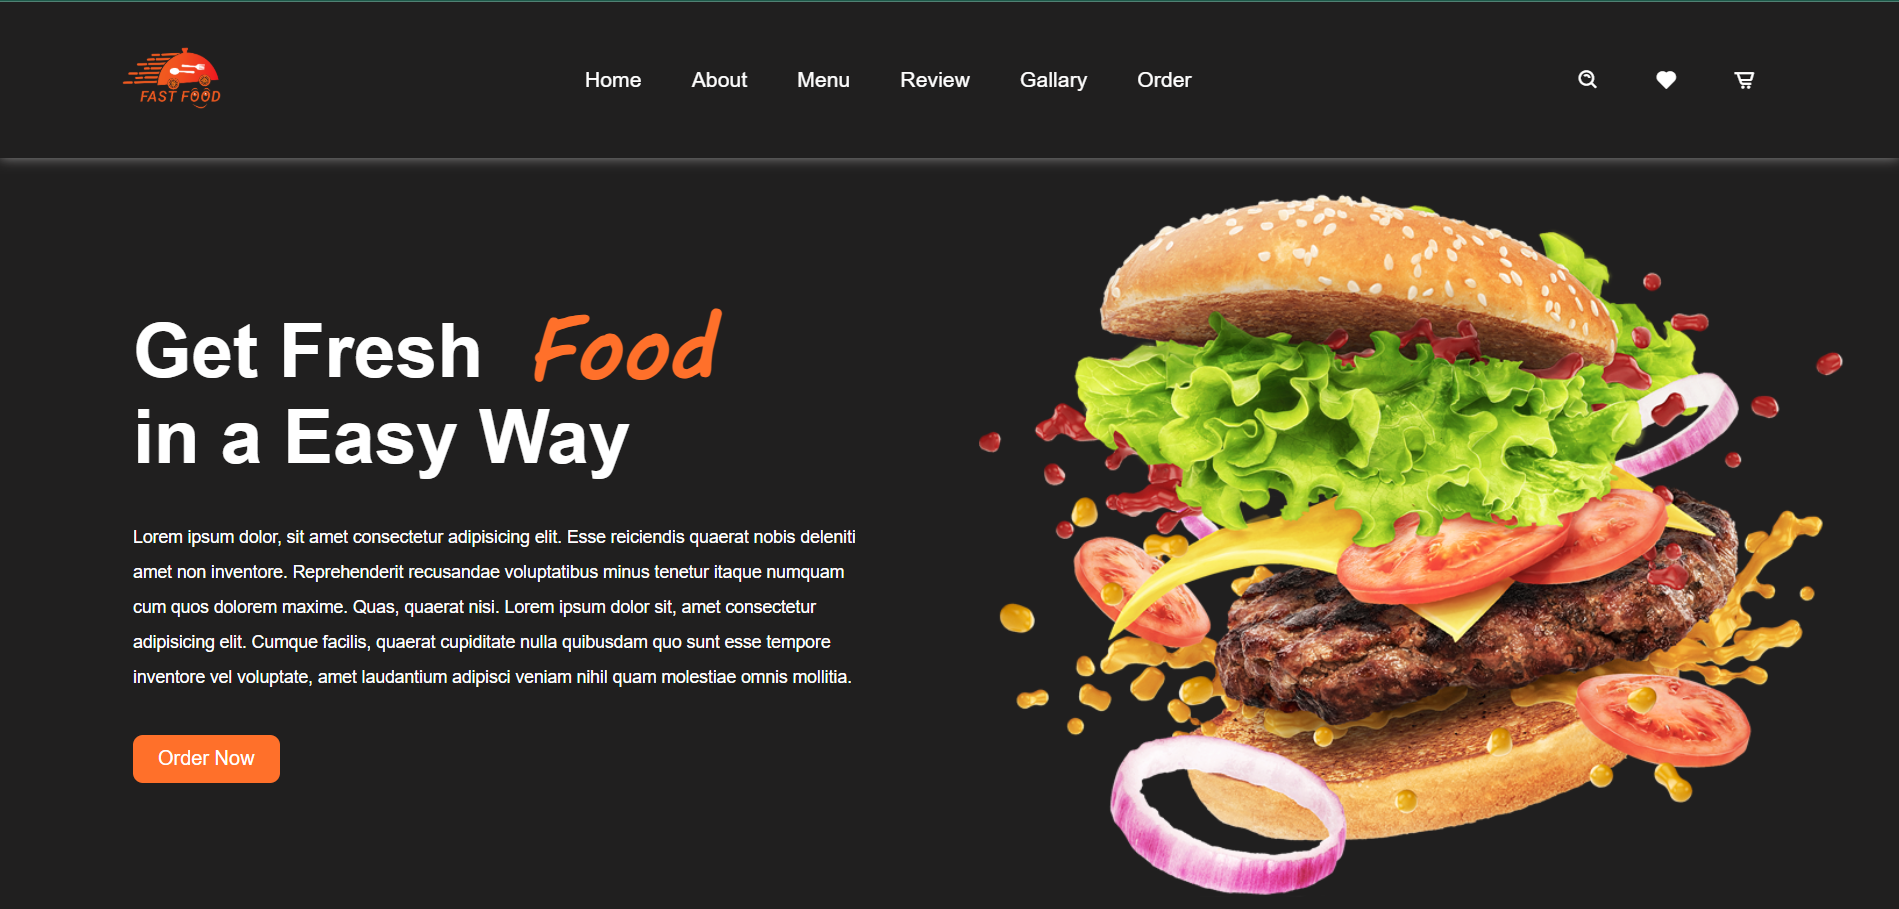 FAST FOOD
Home About Menu Review Gallary Order
Get Fresh Food
in a Easy Way
Lorem ipsum dolor, sit amet consectetur adipisicing elit. Esse reiciendis quaerat nobis deleniti
amet non inventore. Reprehenderit recusandae voluptatibus minus tenetur itaque numquam
cum quos dolorem maxime. Quas, quaerat nisi. Lorem ipsum dolor sit, amet consectetur
adipisicing elit. Cumque facilis, quaerat cupiditate nulla quibusdam quo sunt esse tempore
inventore vel voluptate, amet laudantium adipisci veniam nihil quam molestiae omnis mollitia.
Order Now